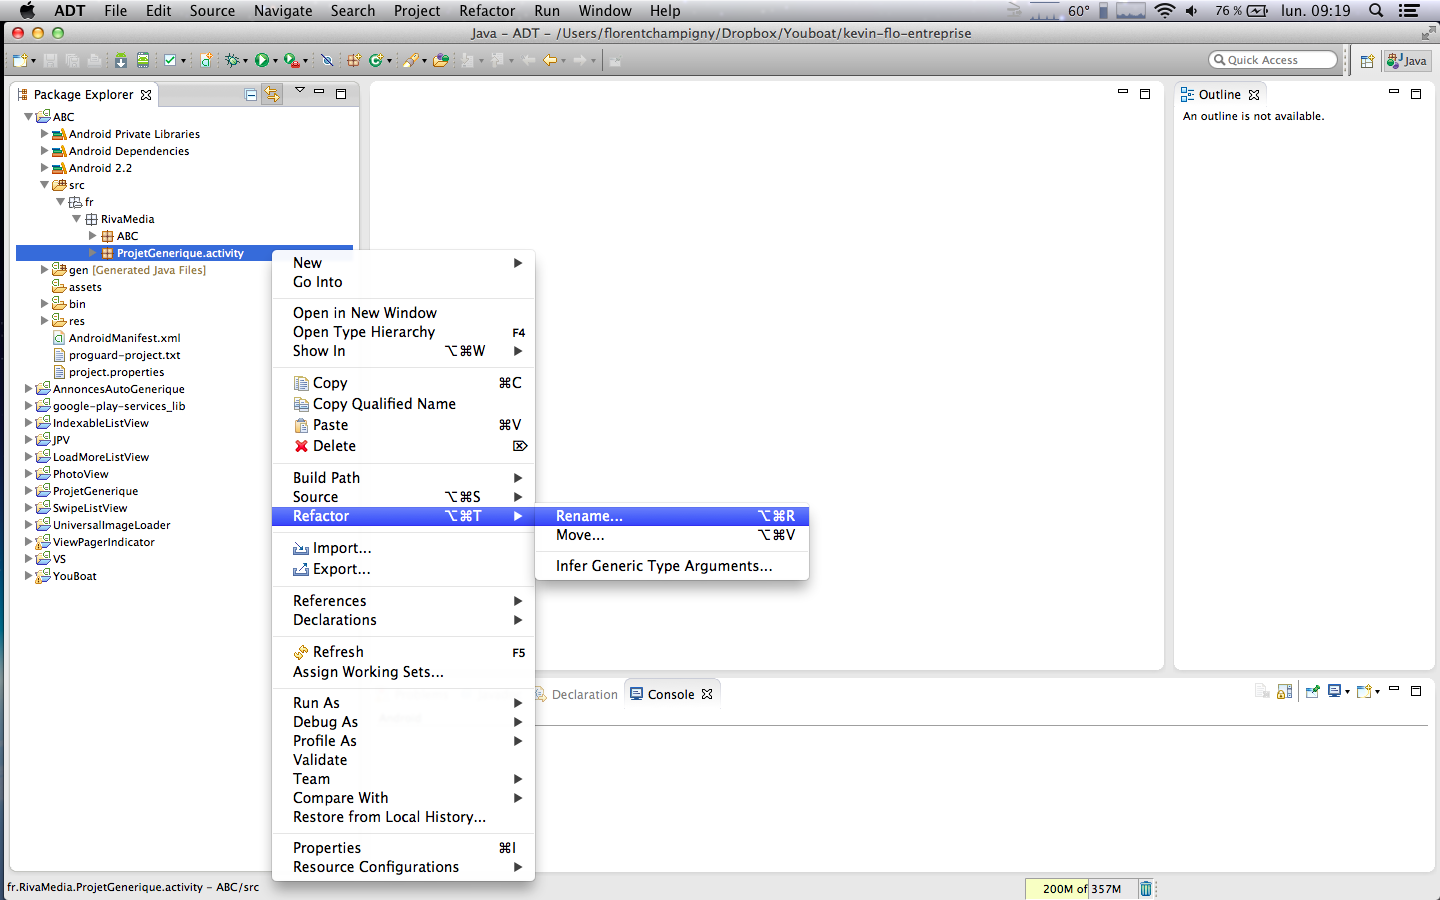 ADT File Edit Source Navigate Search Project Refactor Run Window Help 60° 76 % lun. 09:19
Java - ADT - /Users/florentchampigny/Dropbox/Youboat/kevin-flo-entreprise
Quick Access Java
Package Explorer
Outline
An outline is not available.
ABC
Android Private Libraries
Android Dependencies
Android 2.2
src
fr
RivaMedia
ABC
ProjetGenerique.activity
gen [Generated Java Files]
assets
bin
res
AndroidManifest.xml
proguard-project.txt
project.properties
AnnoncesAutoGenerique
google-play-services_lib
IndexableListView
JPV
LoadMoreListView
PhotoView
ProjetGenerique
SwipeListView
UniversalImageLoader
ViewPagerIndicator
VS
YouBoat
New
Go Into
Open in New Window
Open Type Hierarchy F4
Show In ⌥⌘W
Copy ⌘C
Copy Qualified Name
Paste ⌘V
Delete ⌦
Build Path
Source ⌥⌘S
Refactor ⌥⌘T
Import...
Export...
References
Declarations
Refresh F5
Assign Working Sets...
Run As
Debug As
Profile As
Validate
Team
Compare With
Restore from Local History...
Properties ⌘I
Resource Configurations
Rename... ⌥⌘R
Move... ⌥⌘V
Infer Generic Type Arguments...
Declaration Console
fr.RivaMedia.ProjetGenerique.activity - ABC/src
200M of 357M